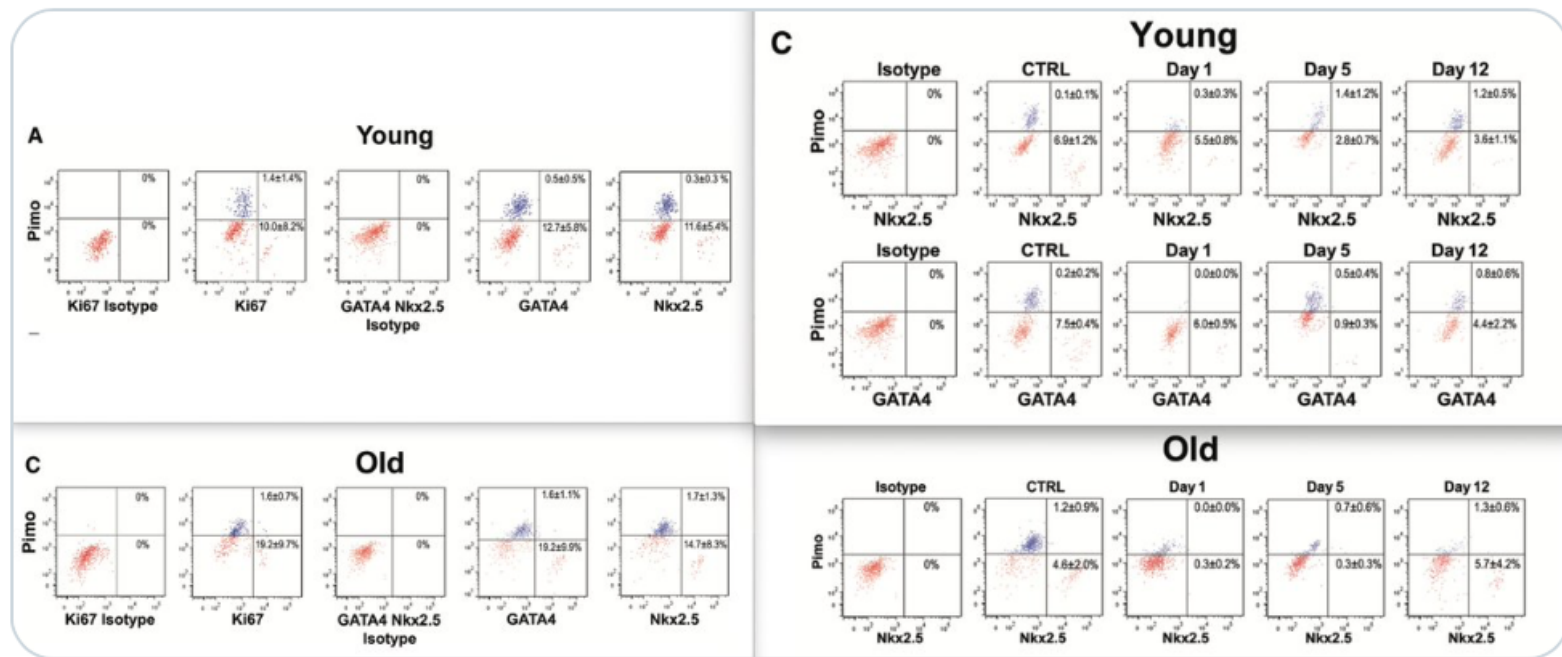 A
Young
Pimo
0%
0%
Ki67 Isotype
1.4±1.4%
10.0±8.2%
Ki67
0%
0%
GATA4 Nkx2.5
Isotype
0.5±0.5%
12.7±5.8%
GATA4
0.3±0.3 %
11.6±5.4%
Nkx2.5
C
Old
Pimo
0%
0%
Ki67 Isotype
1.6±0.7%
19.2±9.7%
Ki67
0%
0%
GATA4 Nkx2.5
Isotype
1.6±1.1%
19.2±9.9%
GATA4
1.7±1.3%
14.7±8.3%
Nkx2.5
C
Young
Isotype
CTRL
Day 1
Day 5
Day 12
Pimo
0%
0%
0.1±0.1%
6.9±1.2%
0.3±0.3%
5.5±0.8%
1.4±1.2%
2.8±0.7%
1.2±0.5%
3.6±1.1%
Nkx2.5
Nkx2.5
Nkx2.5
Nkx2.5
Nkx2.5
Isotype
CTRL
Day 1
Day 5
Day 12
Pimo
0%
0%
0.2±0.2%
7.5±0.4%
0.0±0.0%
6.0±0.5%
0.5±0.4%
0.9±0.3%
0.8±0.6%
4.4±2.2%
GATA4
GATA4
GATA4
GATA4
GATA4
Old
Isotype
CTRL
Day 1
Day 5
Day 12
Pimo
0%
0%
1.2±0.9%
4.6±2.0%
0.0±0.0%
0.3±0.2%
0.7±0.6%
0.3±0.3%
1.3±0.6%
5.7±4.2%
Nkx2.5
Nkx2.5
Nkx2.5
Nkx2.5
Nkx2.5